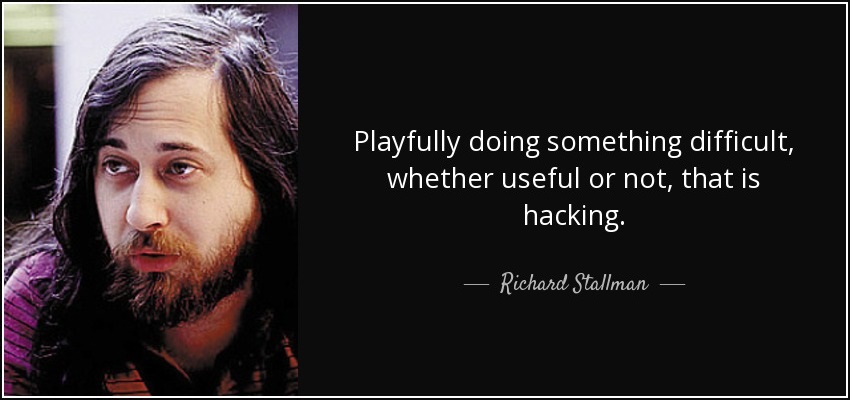 Playfully doing something difficult,
whether useful or not, that is
hacking.
Richard Stallman